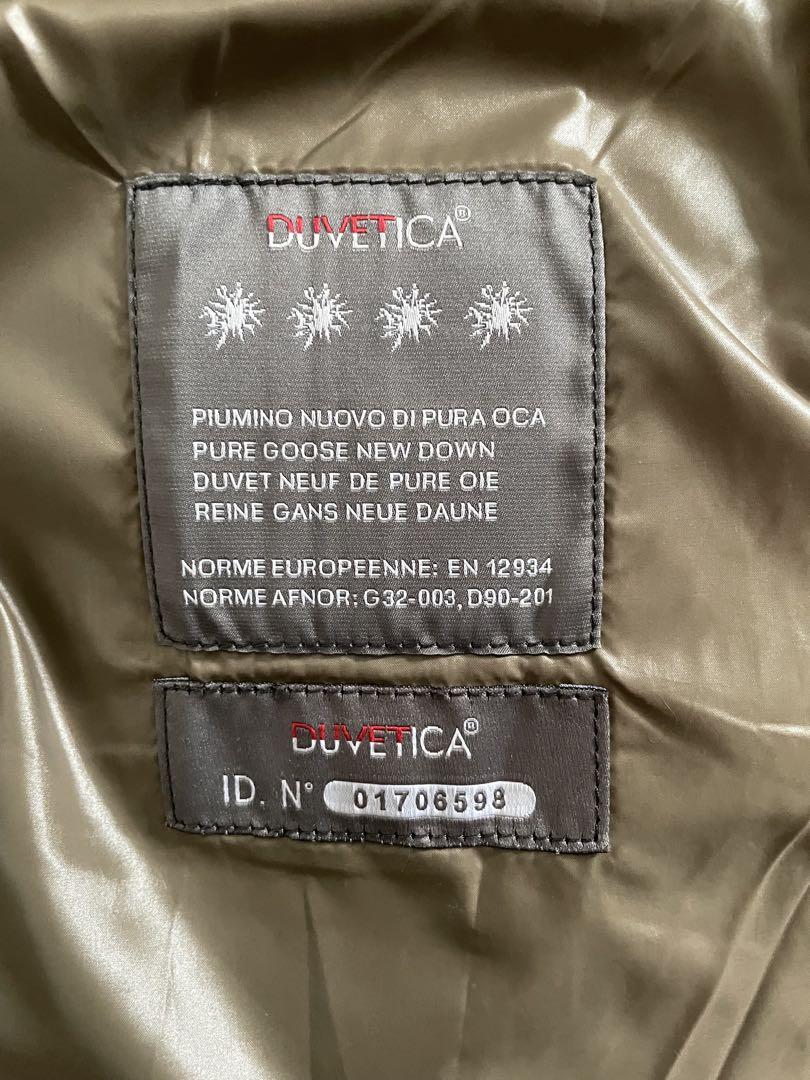 DUVETICA®
PIUMINO NUOVO DI PURA OCA
PURE GOOSE NEW DOWN
DUVET NEUF DE PURE OIE
REINE GANS NEUE DAUNE
NORME EUROPEENNE: EN 12934
NORME AFNOR: G32-003, D90-201
DUVETICA®
ID. N° 01706598